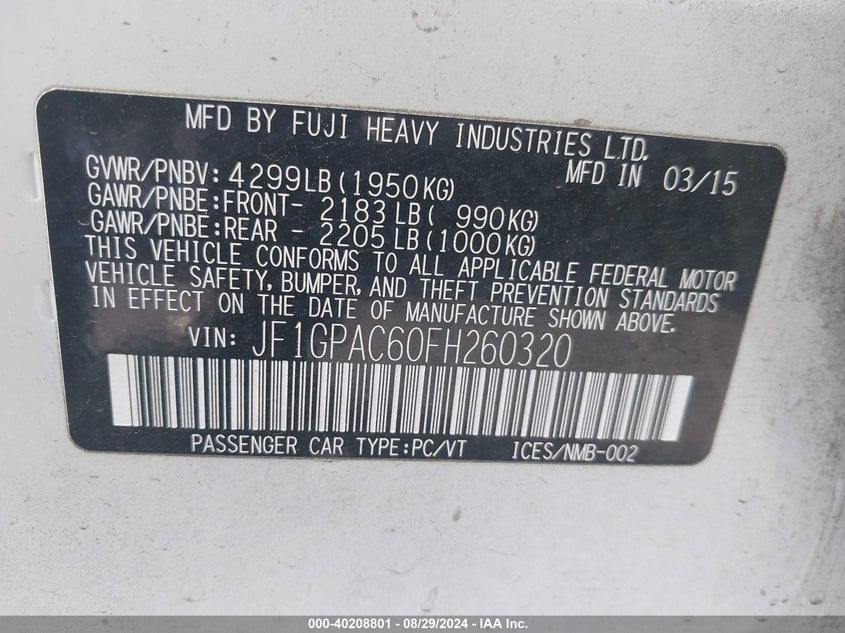 MFD BY FUJI HEAVY INDUSTRIES LTD.
GVWR/PNBV: 4299LB(1950KG) MFD IN 03/15
GAWR/PNBE:FRONT- 2183LB( 990KG)
GAWR/PNBE:REAR - 2205LB(1000KG)
THIS VEHICLE CONFORMS TO ALL APPLICABLE FEDERAL MOTOR
VEHICLE SAFETY, BUMPER, AND THEFT PREVENTION STANDARDS
IN EFFECT ON THE DATE OF MANUFACTURE SHOWN ABOVE.
VIN: JF1GPAC60FH260320
PASSENGER CAR TYPE:PC/VT ICES/NMB-002
000-40208801 - 08/29/2024 - IAA Inc.